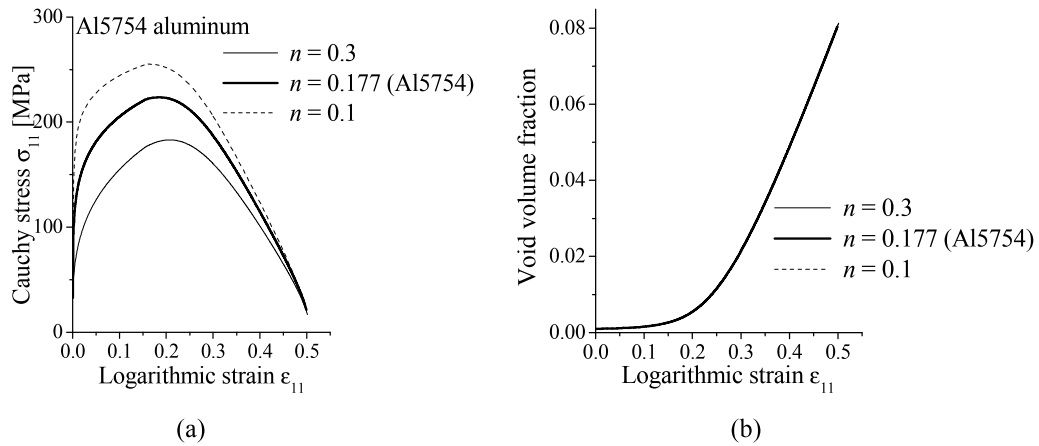 Al5754 aluminum
n = 0.3
n = 0.177 (Al5754)
n = 0.1
300
200
100
0
Cauchy stress σ11 [MPa]
0.0 0.1 0.2 0.3 0.4 0.5
Logarithmic strain ε11
(a)
0.08
0.06
0.04
0.02
0.00
Void volume fraction
n = 0.3
n = 0.177 (Al5754)
n = 0.1
0.0 0.1 0.2 0.3 0.4 0.5
Logarithmic strain ε11
(b)